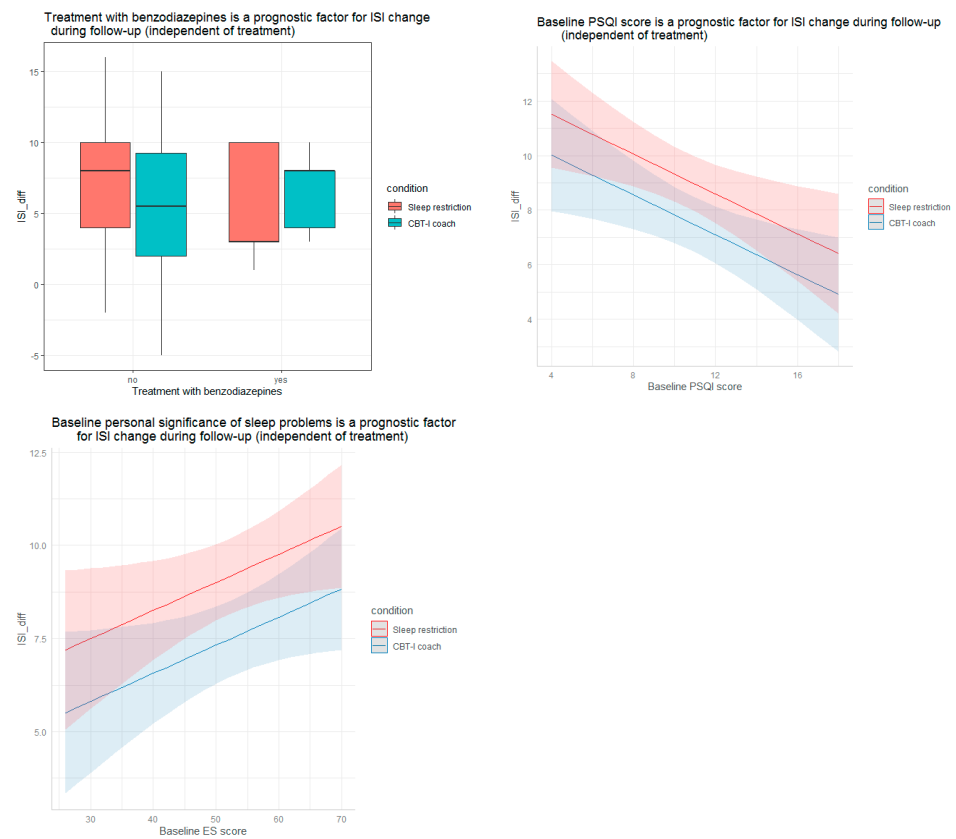 Treatment with benzodiazepines is a prognostic factor for ISI change
during follow-up (independent of treatment)
15
10
5
0
-5
ISI_diff
no
yes
Treatment with benzodiazepines
condition
Sleep restriction
CBT-I coach
Baseline PSQI score is a prognostic factor for ISI change during follow-up
(independent of treatment)
12
10
8
6
4
ISI_diff
4
8
12
16
Baseline PSQI score
condition
Sleep restriction
CBT-I coach
Baseline personal significance of sleep problems is a prognostic factor
for ISI change during follow-up (independent of treatment)
12.5
10.0
7.5
5.0
ISI_diff
30
40
50
60
70
Baseline ES score
condition
Sleep restriction
CBT-I coach